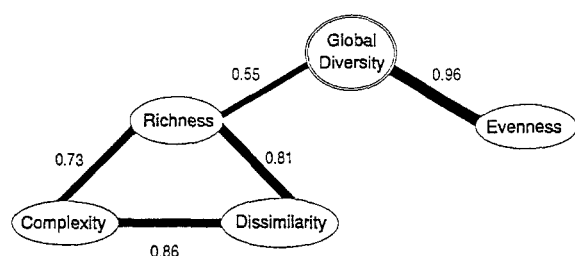 Global
Diversity
0.55
0.96
Richness
Evenness
0.73
0.81
Complexity
Dissimilarity
0.86